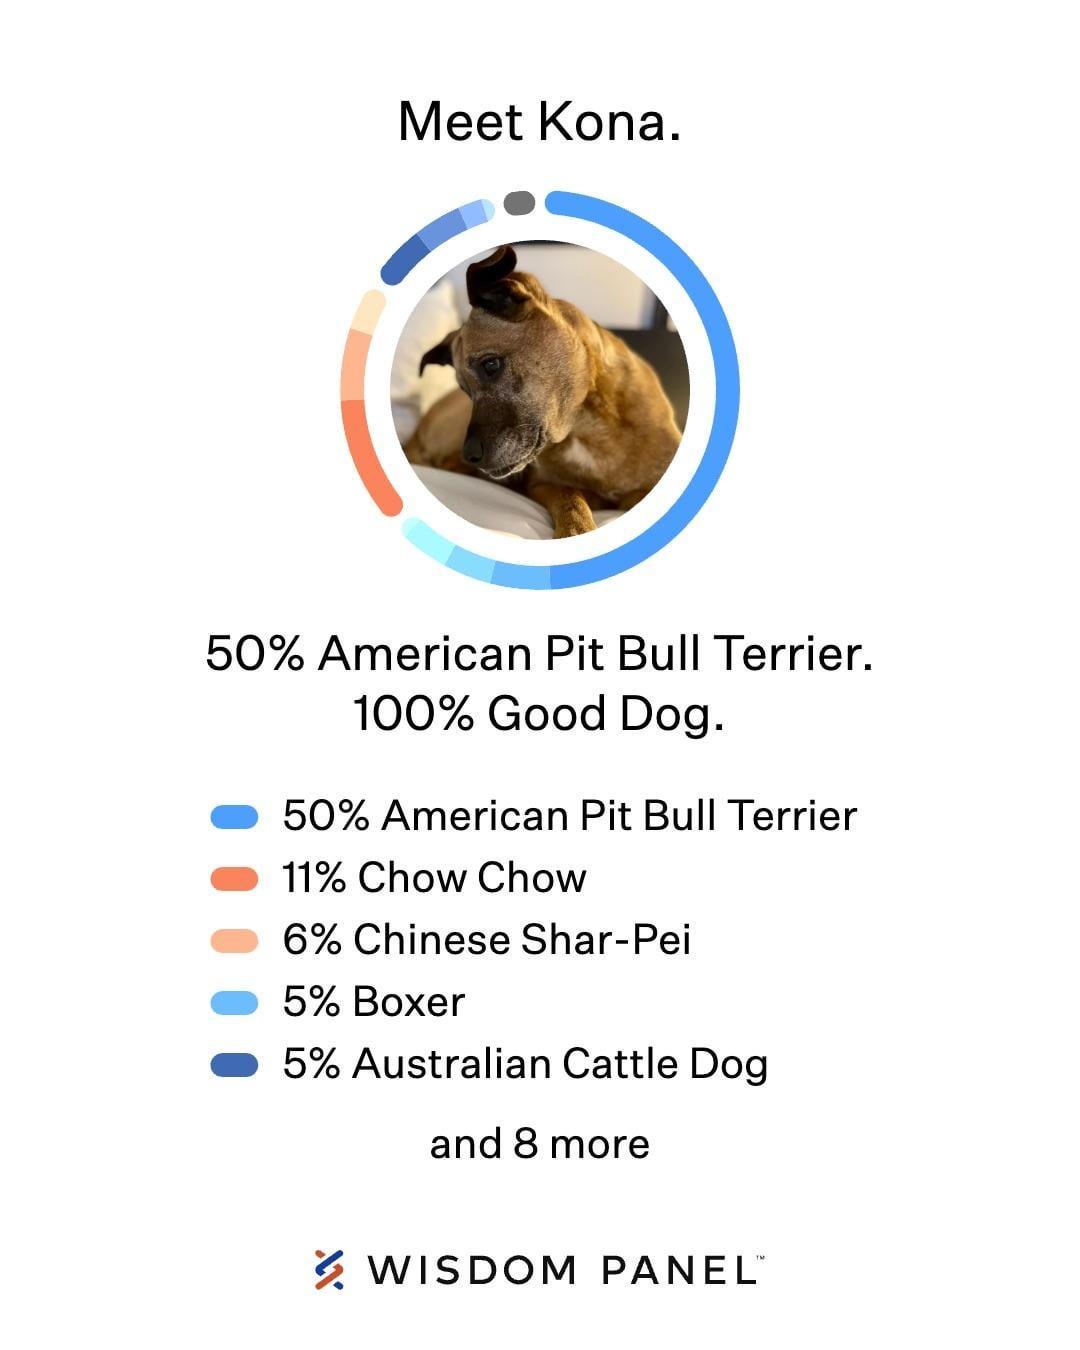 Meet Kona.
50% American Pit Bull Terrier.
100% Good Dog.
50% American Pit Bull Terrier
11% Chow Chow
6% Chinese Shar-Pei
5% Boxer
5% Australian Cattle Dog
and 8 more
WISDOM PANEL™